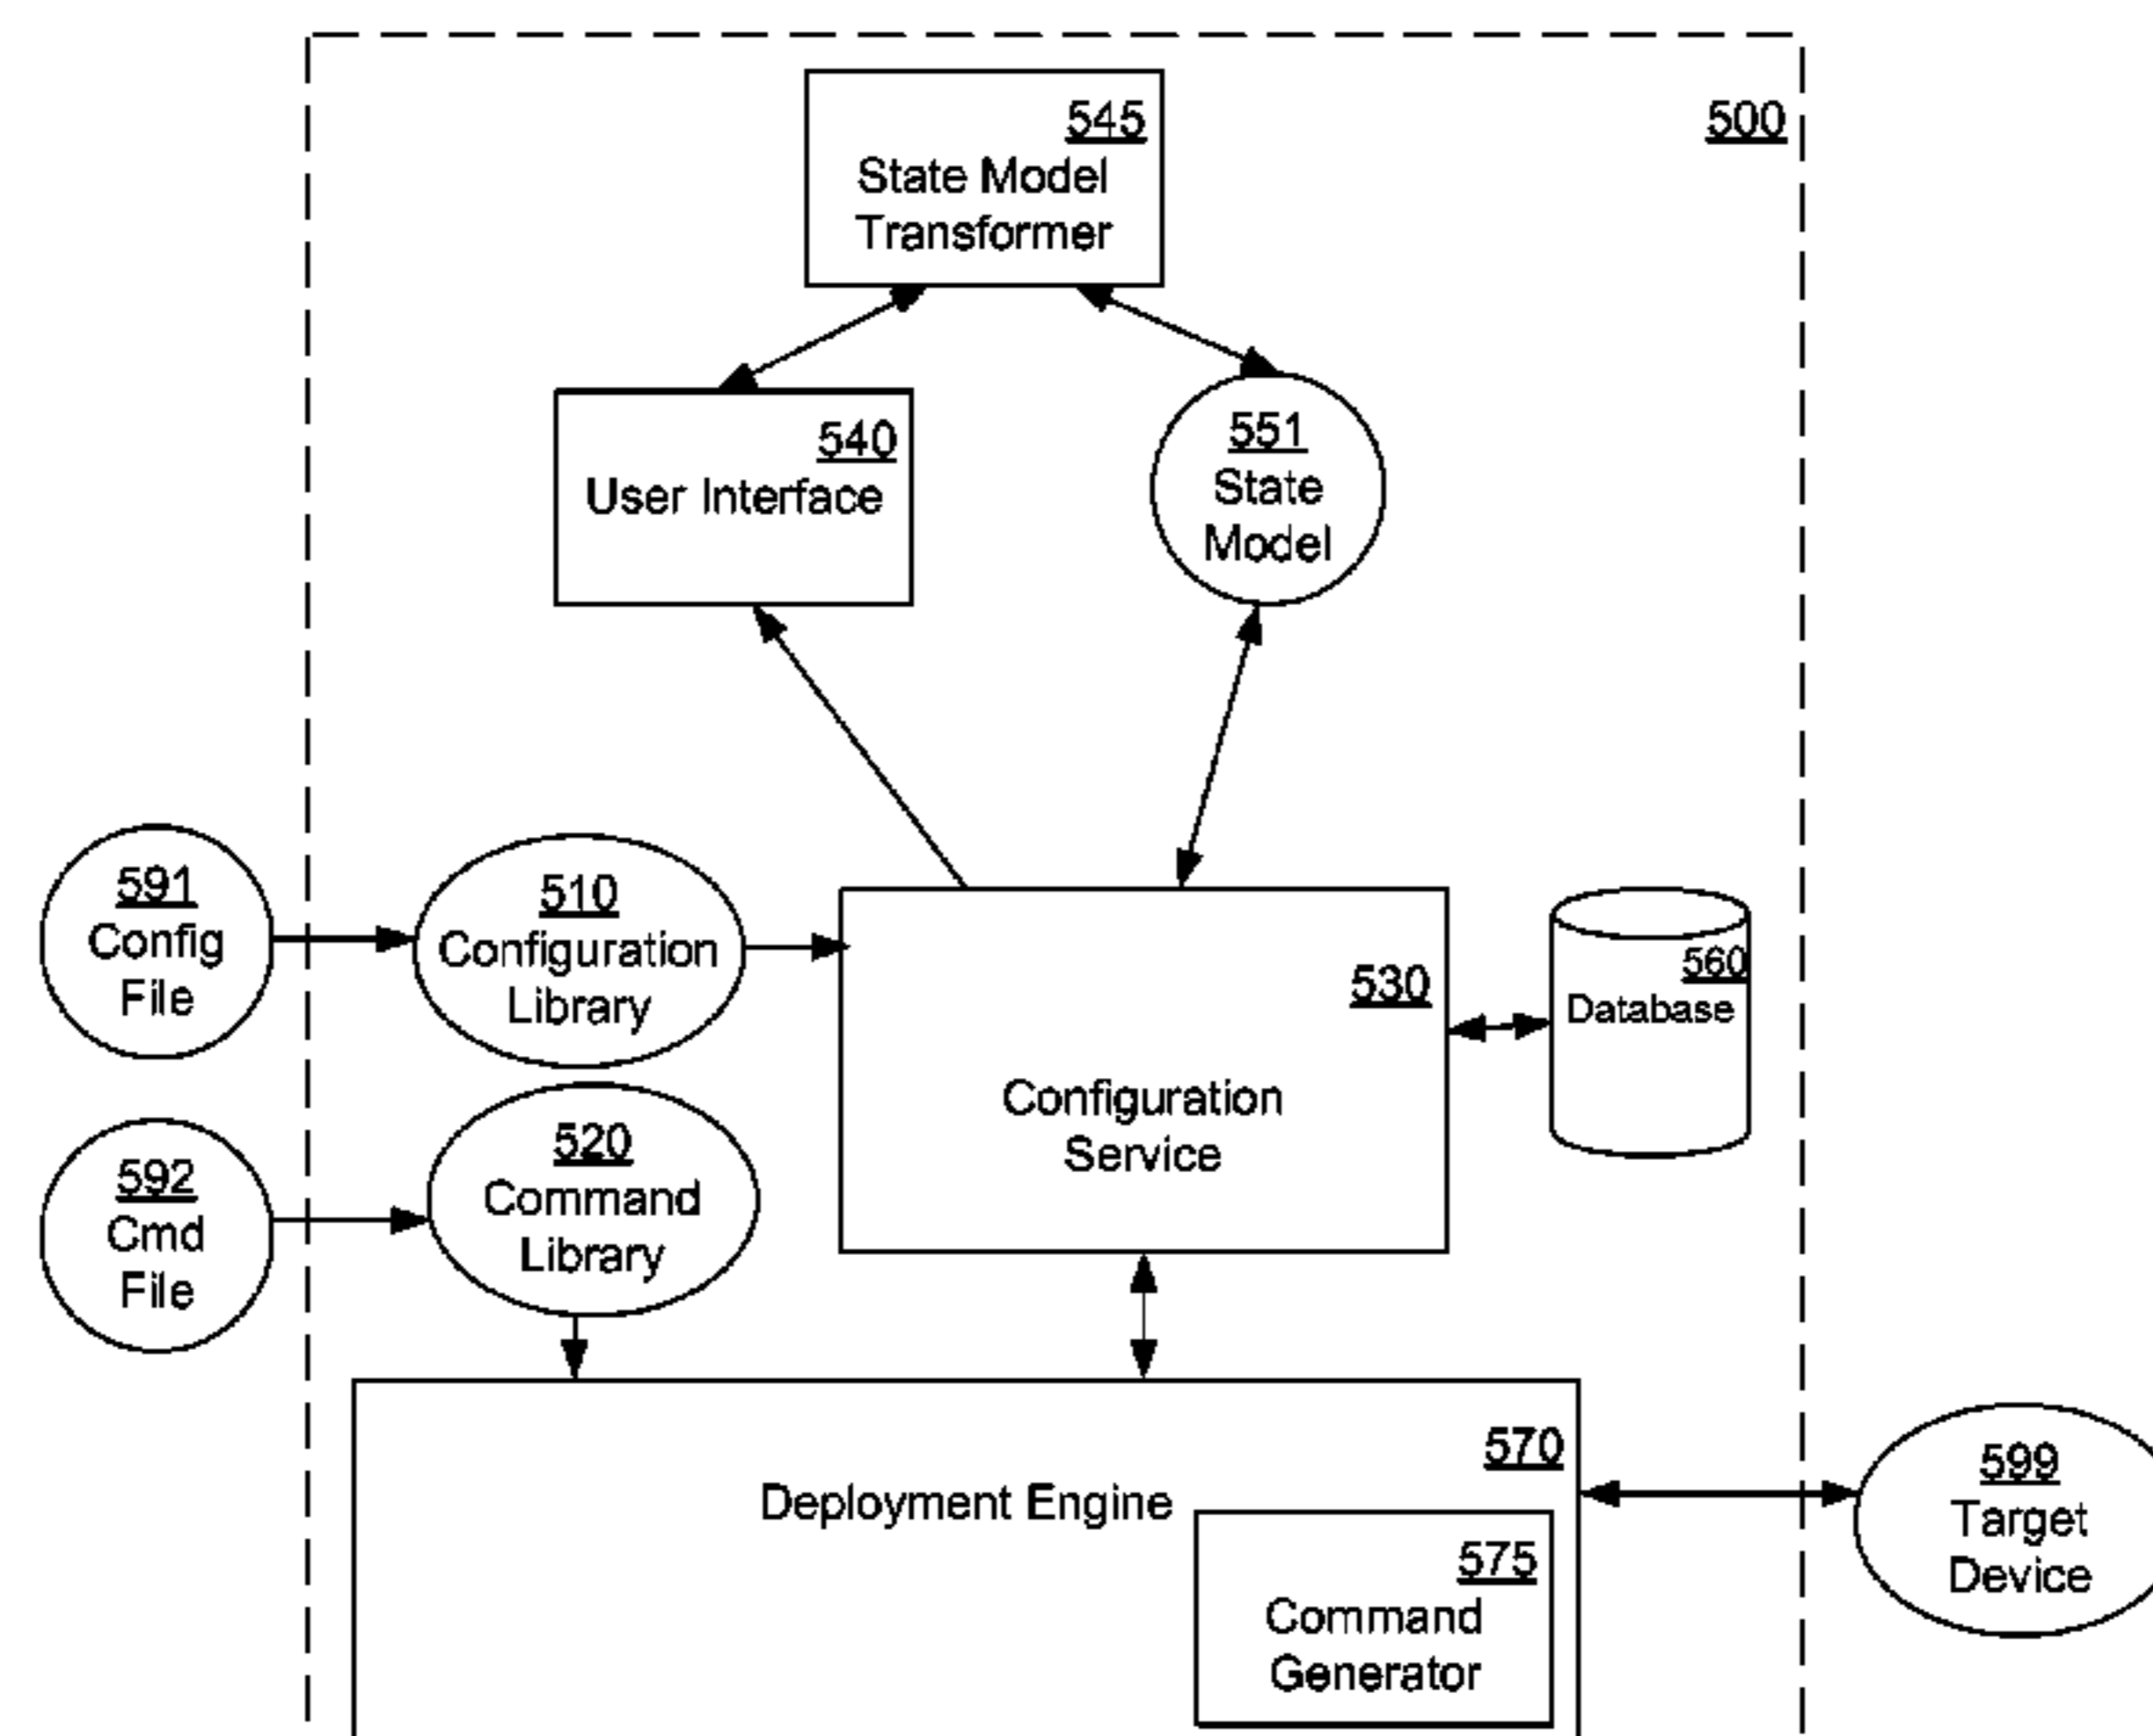 545
State Model
Transformer
500
540
User Interface
551
State
Model
591
Config
File
510
Configuration
Library
530
Configuration
Service
560
Database
592
Cmd
File
520
Command
Library
570
Deployment Engine
575
Command
Generator
599
Target
Device